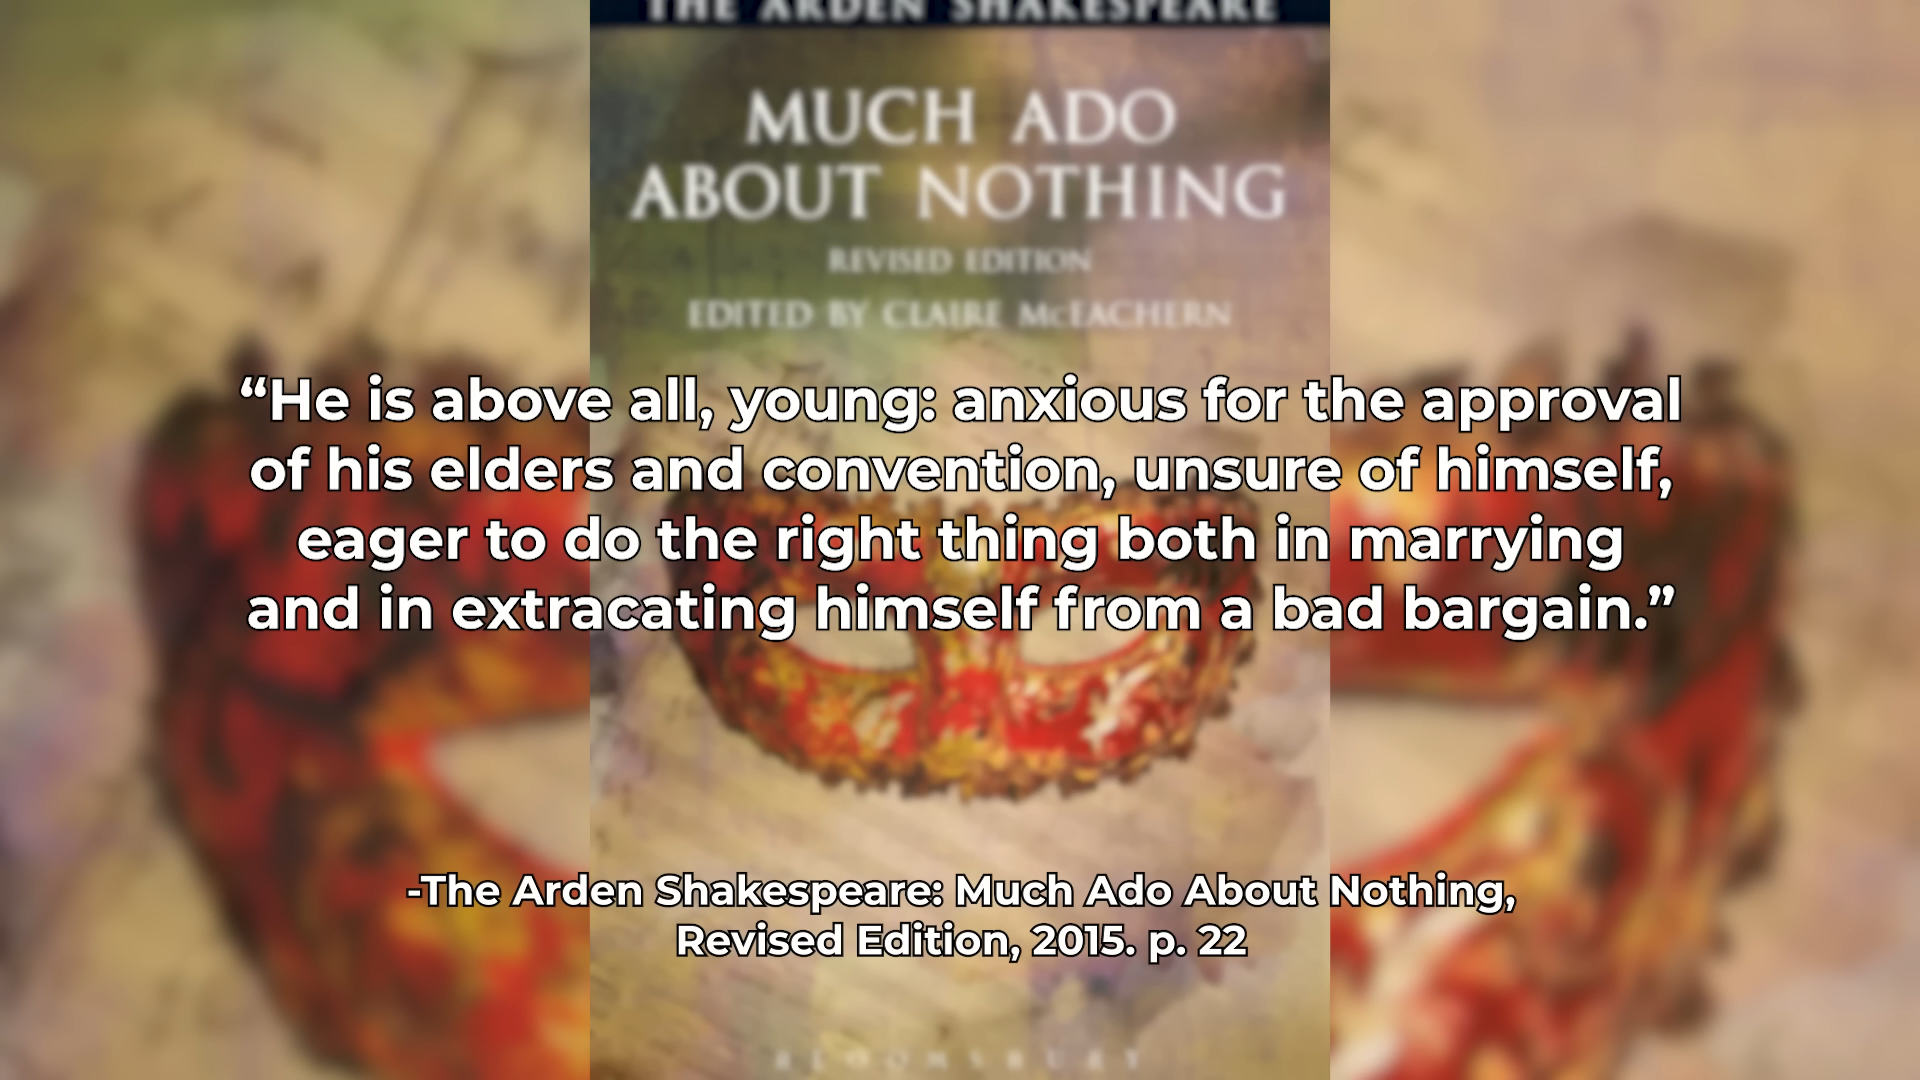 THE ARDEN SHAKESPEARE
MUCH ADO
ABOUT NOTHING
REVISED EDITION
EDITED BY CLAIRE McEACHERN
“He is above all, young: anxious for the approval
of his elders and convention, unsure of himself,
eager to do the right thing both in marrying
and in extracating himself from a bad bargain.”
-The Arden Shakespeare: Much Ado About Nothing,
Revised Edition, 2015. p. 22
BLOOMSBURY